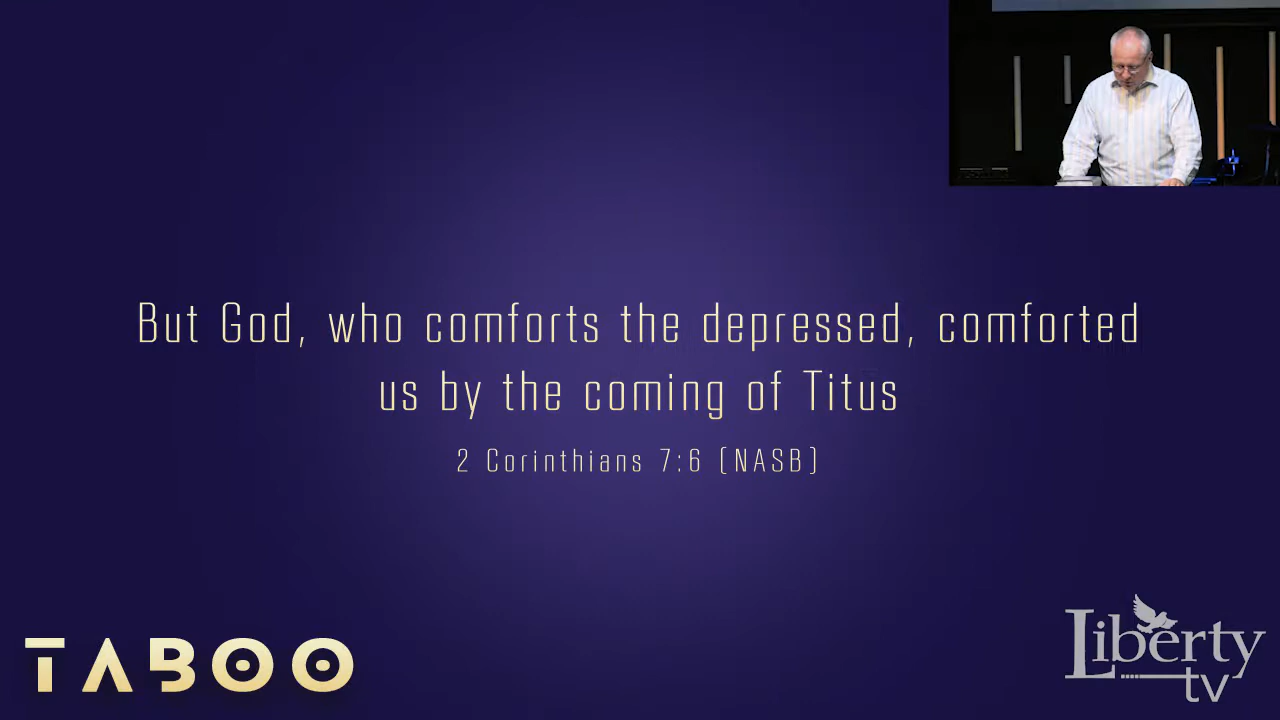 But God, who comforts the depressed, comforted
us by the coming of Titus
2 Corinthians 7:6 (NASB)
TABOO
Liberty
tv